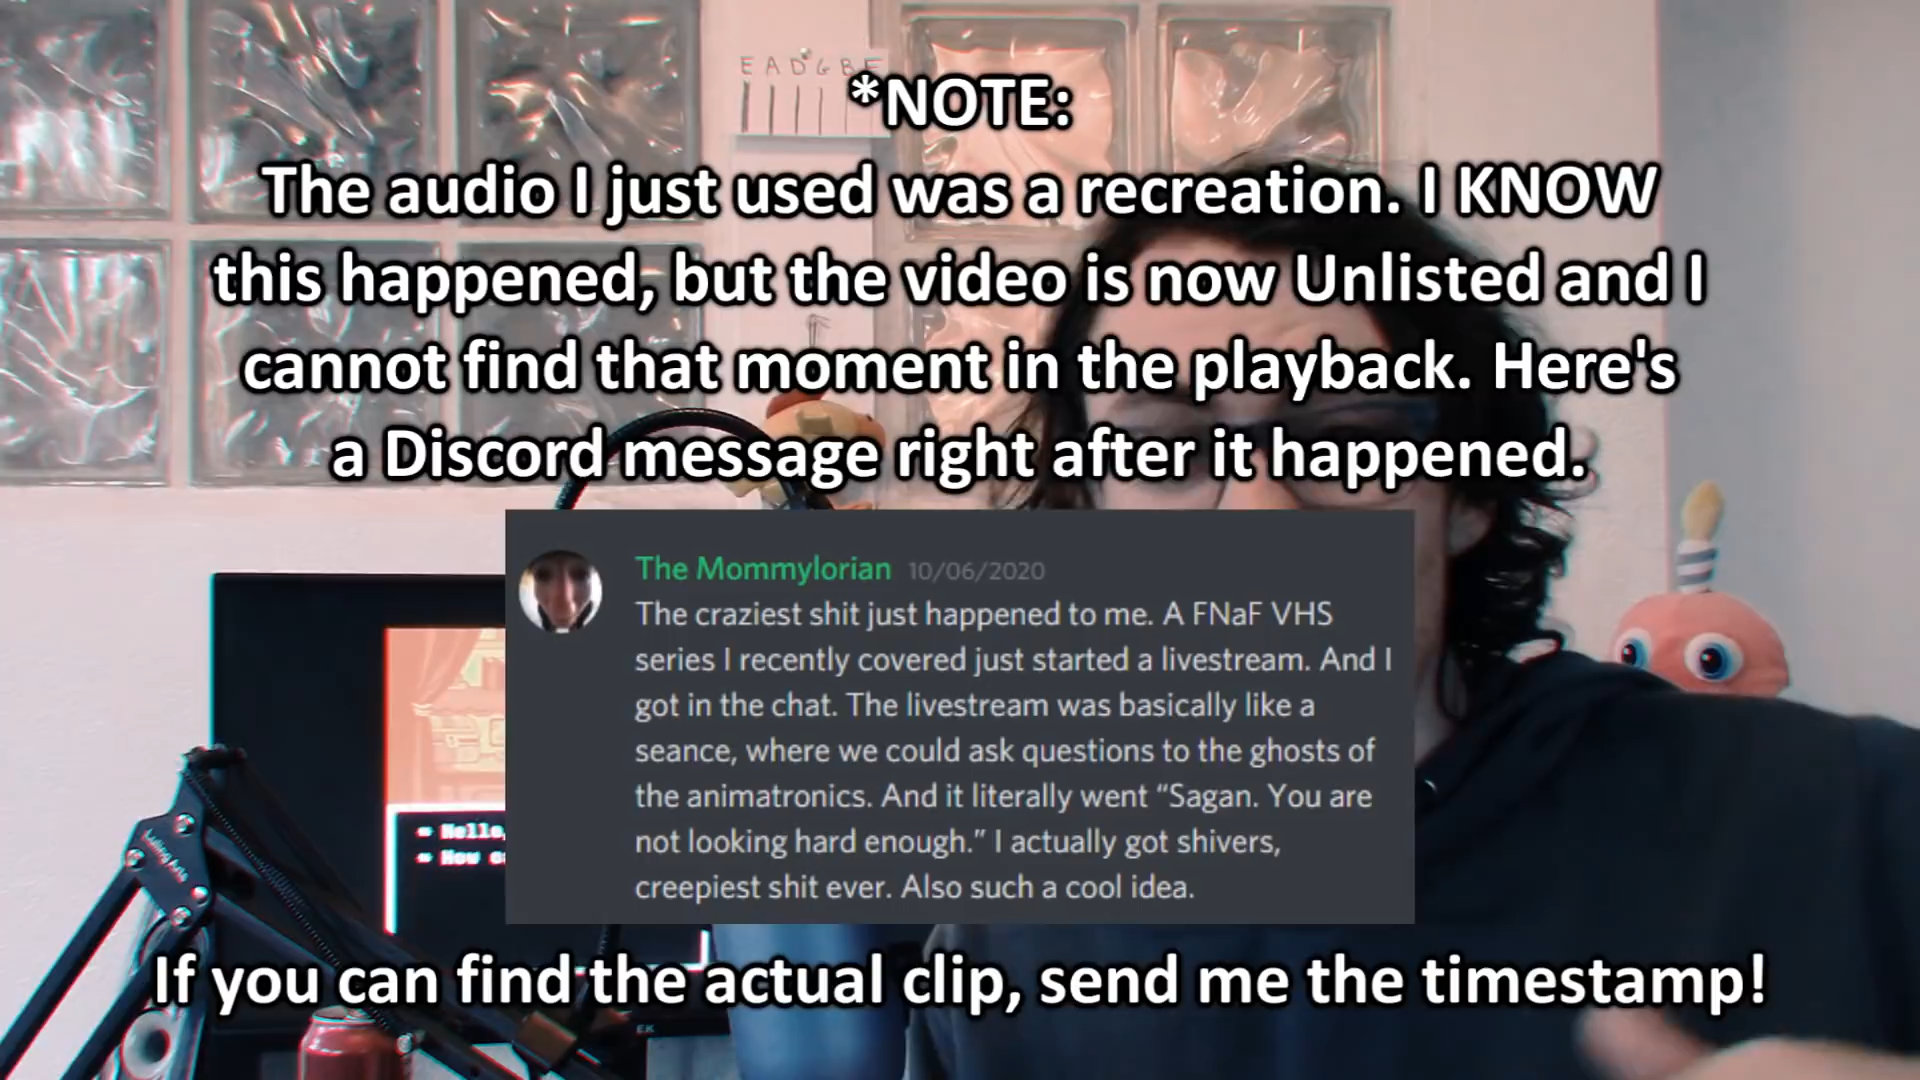 E A D G B E
*NOTE:
The audio I just used was a recreation. I KNOW
this happened, but the video is now Unlisted and I
cannot find that moment in the playback. Here's
a Discord message right after it happened.
The Mommylorian 10/06/2020
The craziest shit just happened to me. A FNaF VHS
series I recently covered just started a livestream. And I
got in the chat. The livestream was basically like a
seance, where we could ask questions to the ghosts of
the animatronics. And it literally went “Sagan. You are
not looking hard enough.” I actually got shivers,
creepiest shit ever. Also such a cool idea.
Hello,
How
If you can find the actual clip, send me the timestamp!
EK